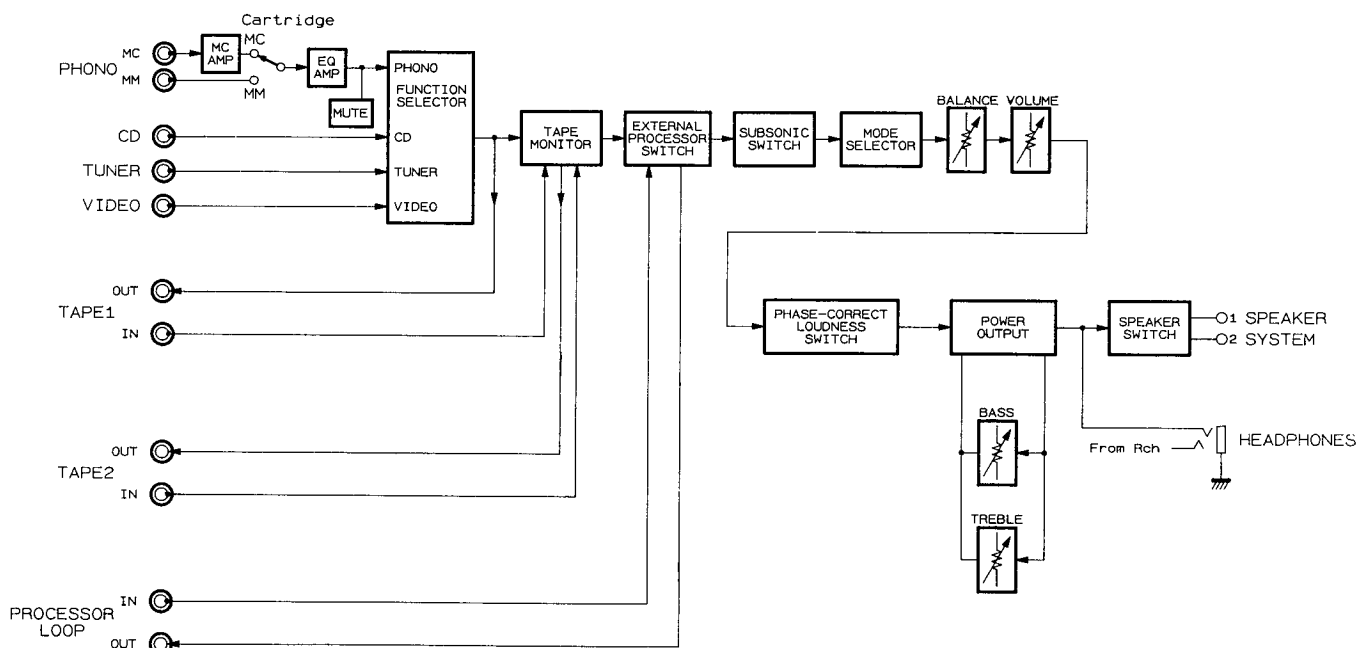 Cartridge
PHONO
MC
MM
MC
AMP
MC
MM
EQ
AMP
MUTE
PHONO
FUNCTION
SELECTOR
CD
TUNER
VIDEO
CD
TUNER
VIDEO
TAPE
MONITOR
EXTERNAL
PROCESSOR
SWITCH
SUBSONIC
SWITCH
MODE
SELECTOR
BALANCE
VOLUME
TAPE1
OUT
IN
PHASE-CORRECT
LOUDNESS
SWITCH
POWER
OUTPUT
SPEAKER
SWITCH
1 SPEAKER
2 SYSTEM
BASS
TREBLE
From Rch
HEADPHONES
TAPE2
OUT
IN
PROCESSOR
LOOP
IN
OUT